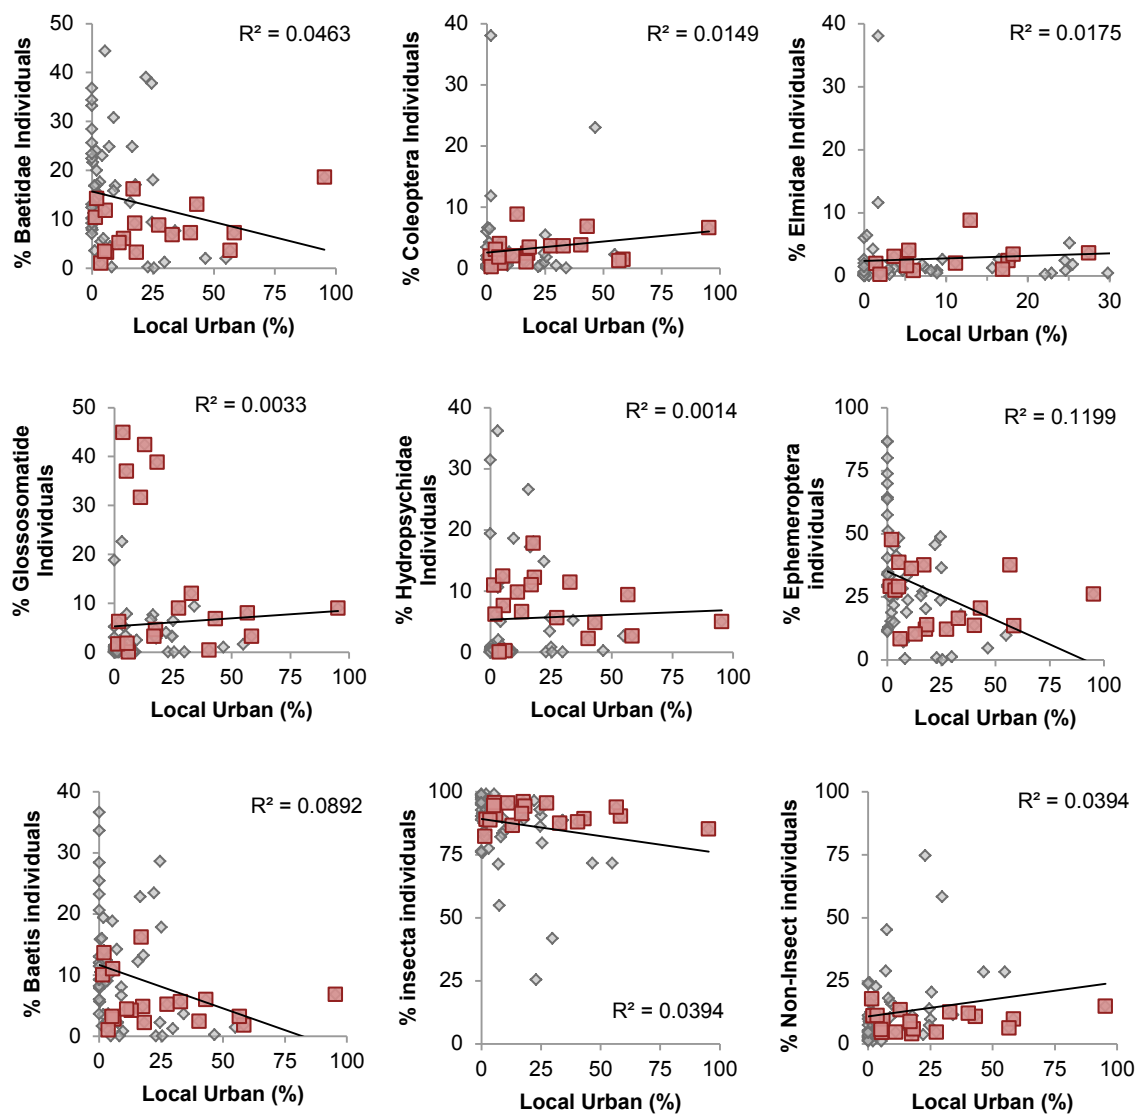 R² = 0.0463
% Baetidae Individuals
50
40
30
20
10
0
0 25 50 75 100
Local Urban (%)
R² = 0.0149
% Coleoptera Individuals
40
30
20
10
0
0 25 50 75 100
Local Urban (%)
R² = 0.0175
% Elmidae Individuals
40
30
20
10
0
0 10 20 30
Local Urban (%)
R² = 0.0033
% Glossosomatide
Individuals
50
40
30
20
10
0
0 25 50 75 100
Local Urban (%)
R² = 0.0014
% Hydropsychidae
Individuals
40
30
20
10
0
0 25 50 75 100
Local Urban (%)
R² = 0.1199
% Ephemeroptera
individuals
100
75
50
25
0
0 25 50 75 100
Local Urban (%)
R² = 0.0892
% Baetis individuals
40
30
20
10
0
0 25 50 75 100
Local Urban (%)
R² = 0.0394
% insecta individuals
100
75
50
25
0
0 25 50 75 100
Local Urban (%)
R² = 0.0394
% Non-Insect individuals
100
75
50
25
0
0 25 50 75 100
Local Urban (%)